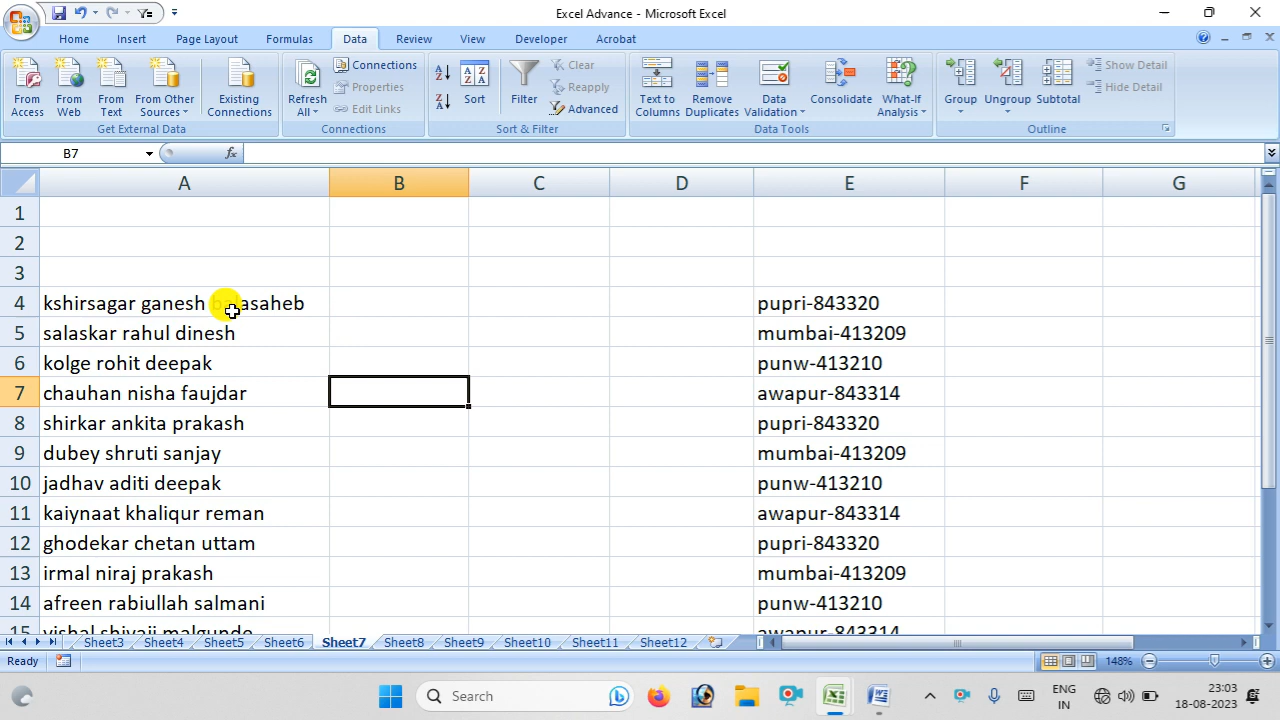 Excel Advance - Microsoft Excel
Home Insert Page Layout Formulas Data Review View Developer Acrobat
From Access
From Web
From Text
From Other Sources
Existing Connections
Get External Data
Refresh All
Connections
Properties
Edit Links
Connections
Sort
Filter
Clear
Reapply
Advanced
Sort & Filter
Text to Columns
Remove Duplicates
Data Validation
Consolidate
What-If Analysis
Data Tools
Group
Ungroup
Subtotal
Show Detail
Hide Detail
Outline
B7 fx
A B C D E F G
1
2
3
4 kshirsagar ganesh balasaheb pupri-843320
5 salaskar rahul dinesh mumbai-413209
6 kolge rohit deepak punw-413210
7 chauhan nisha faujdar awapur-843314
8 shirkar ankita prakash pupri-843320
9 dubey shruti sanjay mumbai-413209
10 jadhav aditi deepak punw-413210
11 kaiynaat khaliqur reman awapur-843314
12 ghodekar chetan uttam pupri-843320
13 irmal niraj prakash mumbai-413209
14 afreen rabiullah salmani punw-413210
15 vishal shivaji malgunde awapur-843314
Sheet3 Sheet4 Sheet5 Sheet6 Sheet7 Sheet8 Sheet9 Sheet10 Sheet11 Sheet12
Ready 148%
Search
ENG IN
23:03
18-08-2023